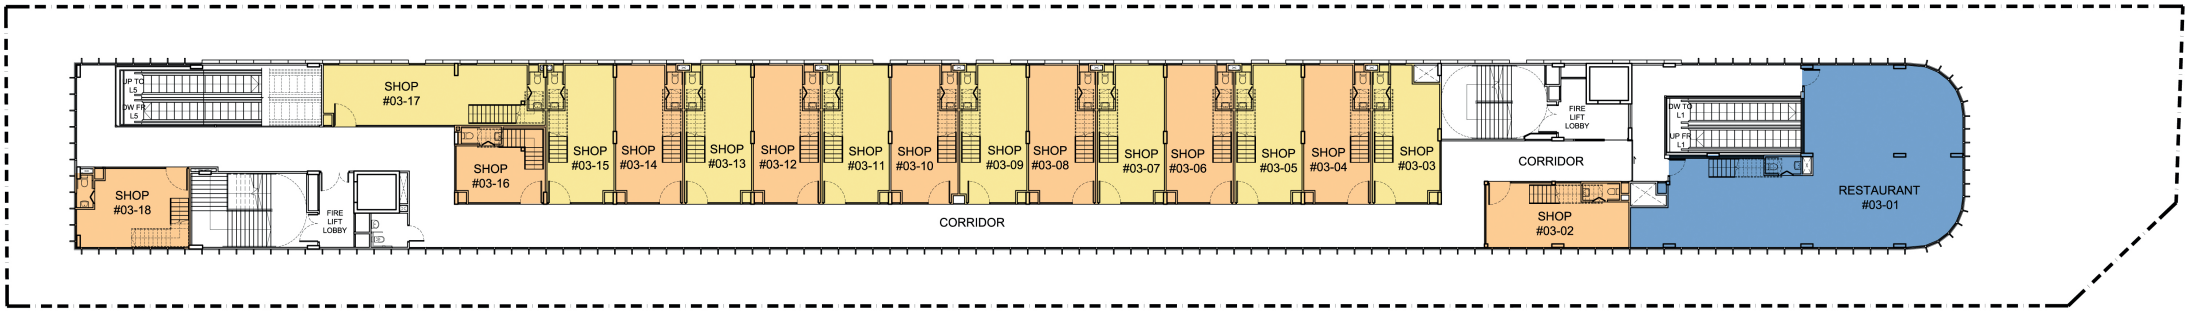 UP TO
L5
DW FR
L5
SHOP
#03-17
SHOP
#03-18
FIRE
LIFT
LOBBY
SHOP
#03-16
SHOP
#03-15
SHOP
#03-14
SHOP
#03-13
SHOP
#03-12
SHOP
#03-11
SHOP
#03-10
SHOP
#03-09
SHOP
#03-08
SHOP
#03-07
SHOP
#03-06
SHOP
#03-05
SHOP
#03-04
SHOP
#03-03
CORRIDOR
FIRE
LIFT
LOBBY
CORRIDOR
SHOP
#03-02
DW TO
L1
UP FR
L1
RESTAURANT
#03-01